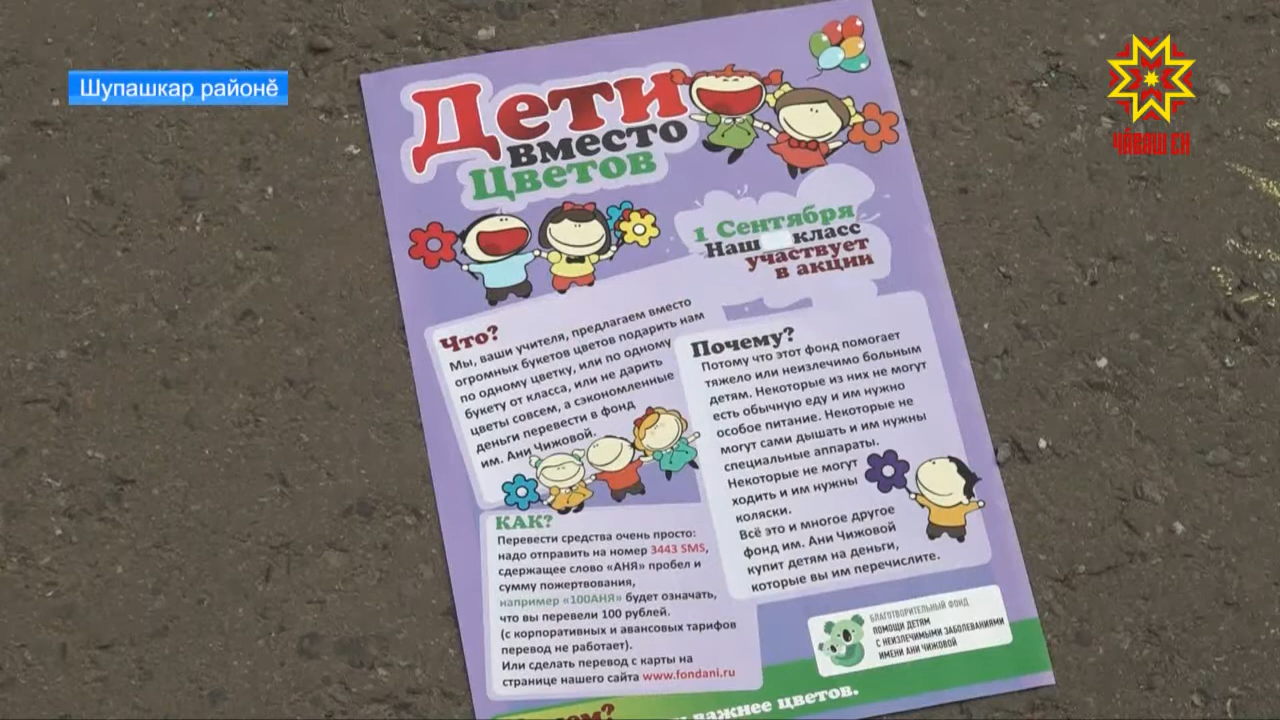 Шупашкар районӗ
ЧӐВАШ ЕН
Дети
вместо
Цветов
1 Сентября
Наш класс
участвует
в акции
Что?
Мы, ваши учителя, предлагаем вместо
огромных букетов цветов подарить нам
по одному цветку, или по одному
букету от класса, или не дарить
цветы совсем, а сэкономленные
деньги перевести в фонд
им. Ани Чижовой.
Почему?
Потому что этот фонд помогает
тяжело или неизлечимо больным
детям. Некоторые из них не могут
есть обычную еду и им нужно
особое питание. Некоторые не
могут сами дышать и им нужны
специальные аппараты.
Некоторые не могут
ходить и им нужны
коляски.
Всё это и многое другое
фонд им. Ани Чижовой
купит детям на деньги,
которые вы им перечислите.
КАК?
Перевести средства очень просто:
надо отправить на номер 3443 SMS,
сдержащее слово «АНЯ» пробел и
сумму пожертвования,
например «100АНЯ» будет означать,
что вы перевели 100 рублей.
(с корпоративных и авансовых тарифов
перевод не работает).
Или сделать перевод с карты на
странице нашего сайта www.fondani.ru
БЛАГОТВОРИТЕЛЬНЫЙ ФОНД
ПОМОЩИ ДЕТЯМ
С НЕИЗЛЕЧИМЫМИ ЗАБОЛЕВАНИЯМИ
ИМЕНИ АНИ ЧИЖОВОЙ
важнее цветов.